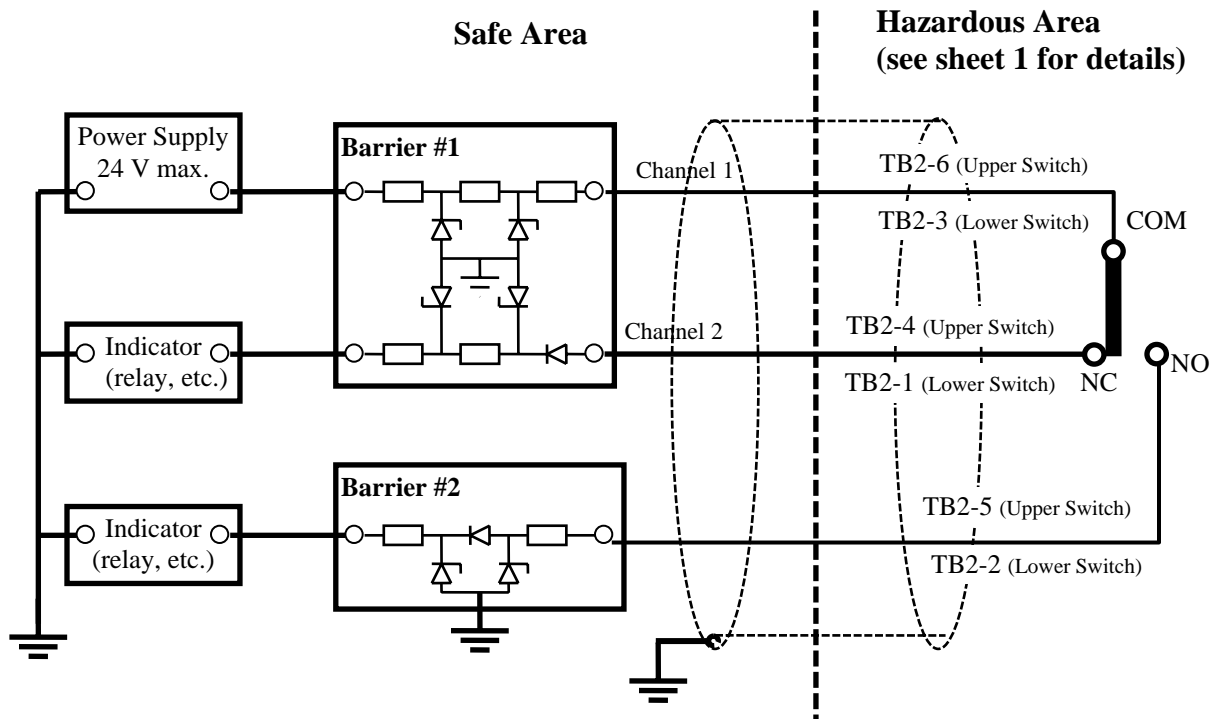 Safe Area
Hazardous Area
(see sheet 1 for details)
Power Supply
24 V max.
Barrier #1
Channel 1
TB2-6 (Upper Switch)
TB2-3 (Lower Switch)
COM
Indicator
(relay, etc.)
Channel 2
TB2-4 (Upper Switch)
TB2-1 (Lower Switch)
NC
NO
Barrier #2
Indicator
(relay, etc.)
TB2-5 (Upper Switch)
TB2-2 (Lower Switch)